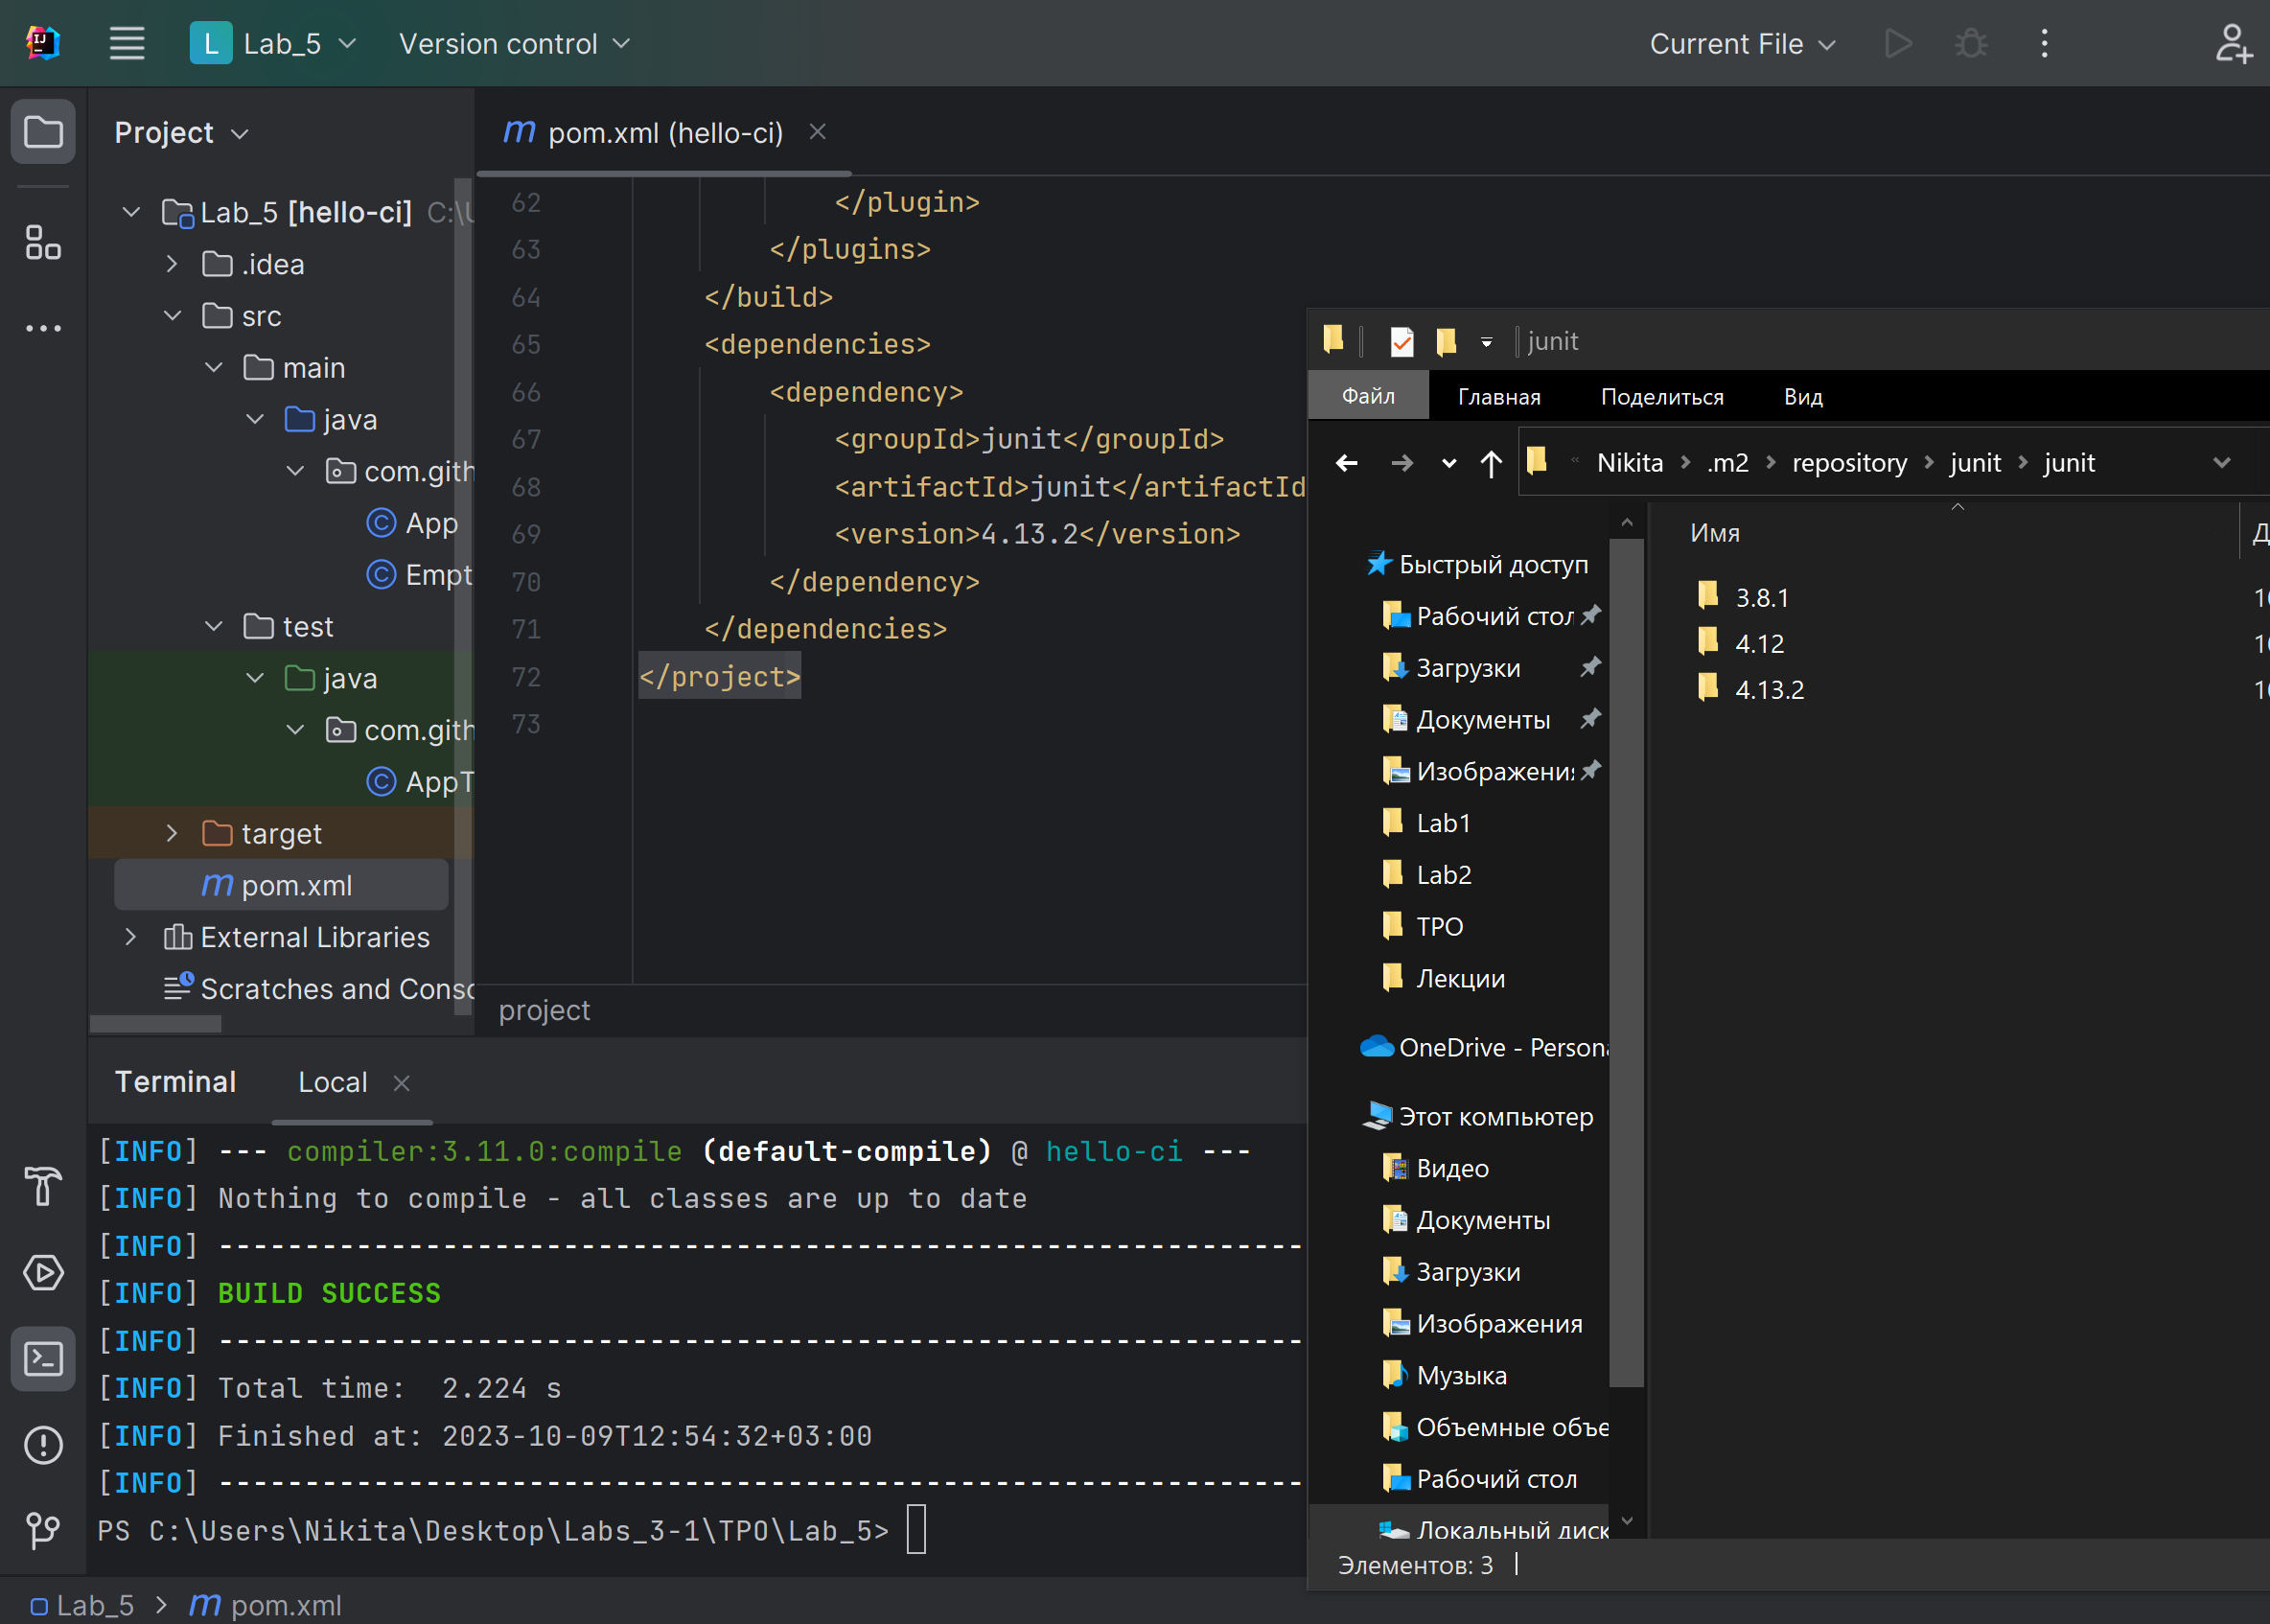 L Lab_5 Version control Current File
Project
pom.xml (hello-ci)
Lab_5 [hello-ci] C:\U
.idea
src
main
java
com.gith
App
Empt
test
java
com.gith
AppT
target
pom.xml
External Libraries
Scratches and Consc
62 </plugin>
63 </plugins>
64 </build>
65 <dependencies>
66 <dependency>
67 <groupId>junit</groupId>
68 <artifactId>junit</artifactId
69 <version>4.13.2</version>
70 </dependency>
71 </dependencies>
72 </project>
73
project
Terminal Local
[INFO] --- compiler:3.11.0:compile (default-compile) @ hello-ci ---
[INFO] Nothing to compile - all classes are up to date
[INFO] ---------------------------------------------------------------
[INFO] BUILD SUCCESS
[INFO] ---------------------------------------------------------------
[INFO] Total time:  2.224 s
[INFO] Finished at: 2023-10-09T12:54:32+03:00
[INFO] ---------------------------------------------------------------
PS C:\Users\Nikita\Desktop\Labs_3-1\TPO\Lab_5>
Lab_5 > pom.xml
junit
Файл Главная Поделиться Вид
« Nikita > .m2 > repository > junit > junit
Быстрый доступ
Рабочий стол
Загрузки
Документы
Изображения
Lab1
Lab2
ТРО
Лекции
OneDrive - Persona
Этот компьютер
Видео
Документы
Загрузки
Изображения
Музыка
Объемные объе
Рабочий стол
Локальный диск
Имя Д
3.8.1 10
4.12 10
4.13.2 10
Элементов: 3